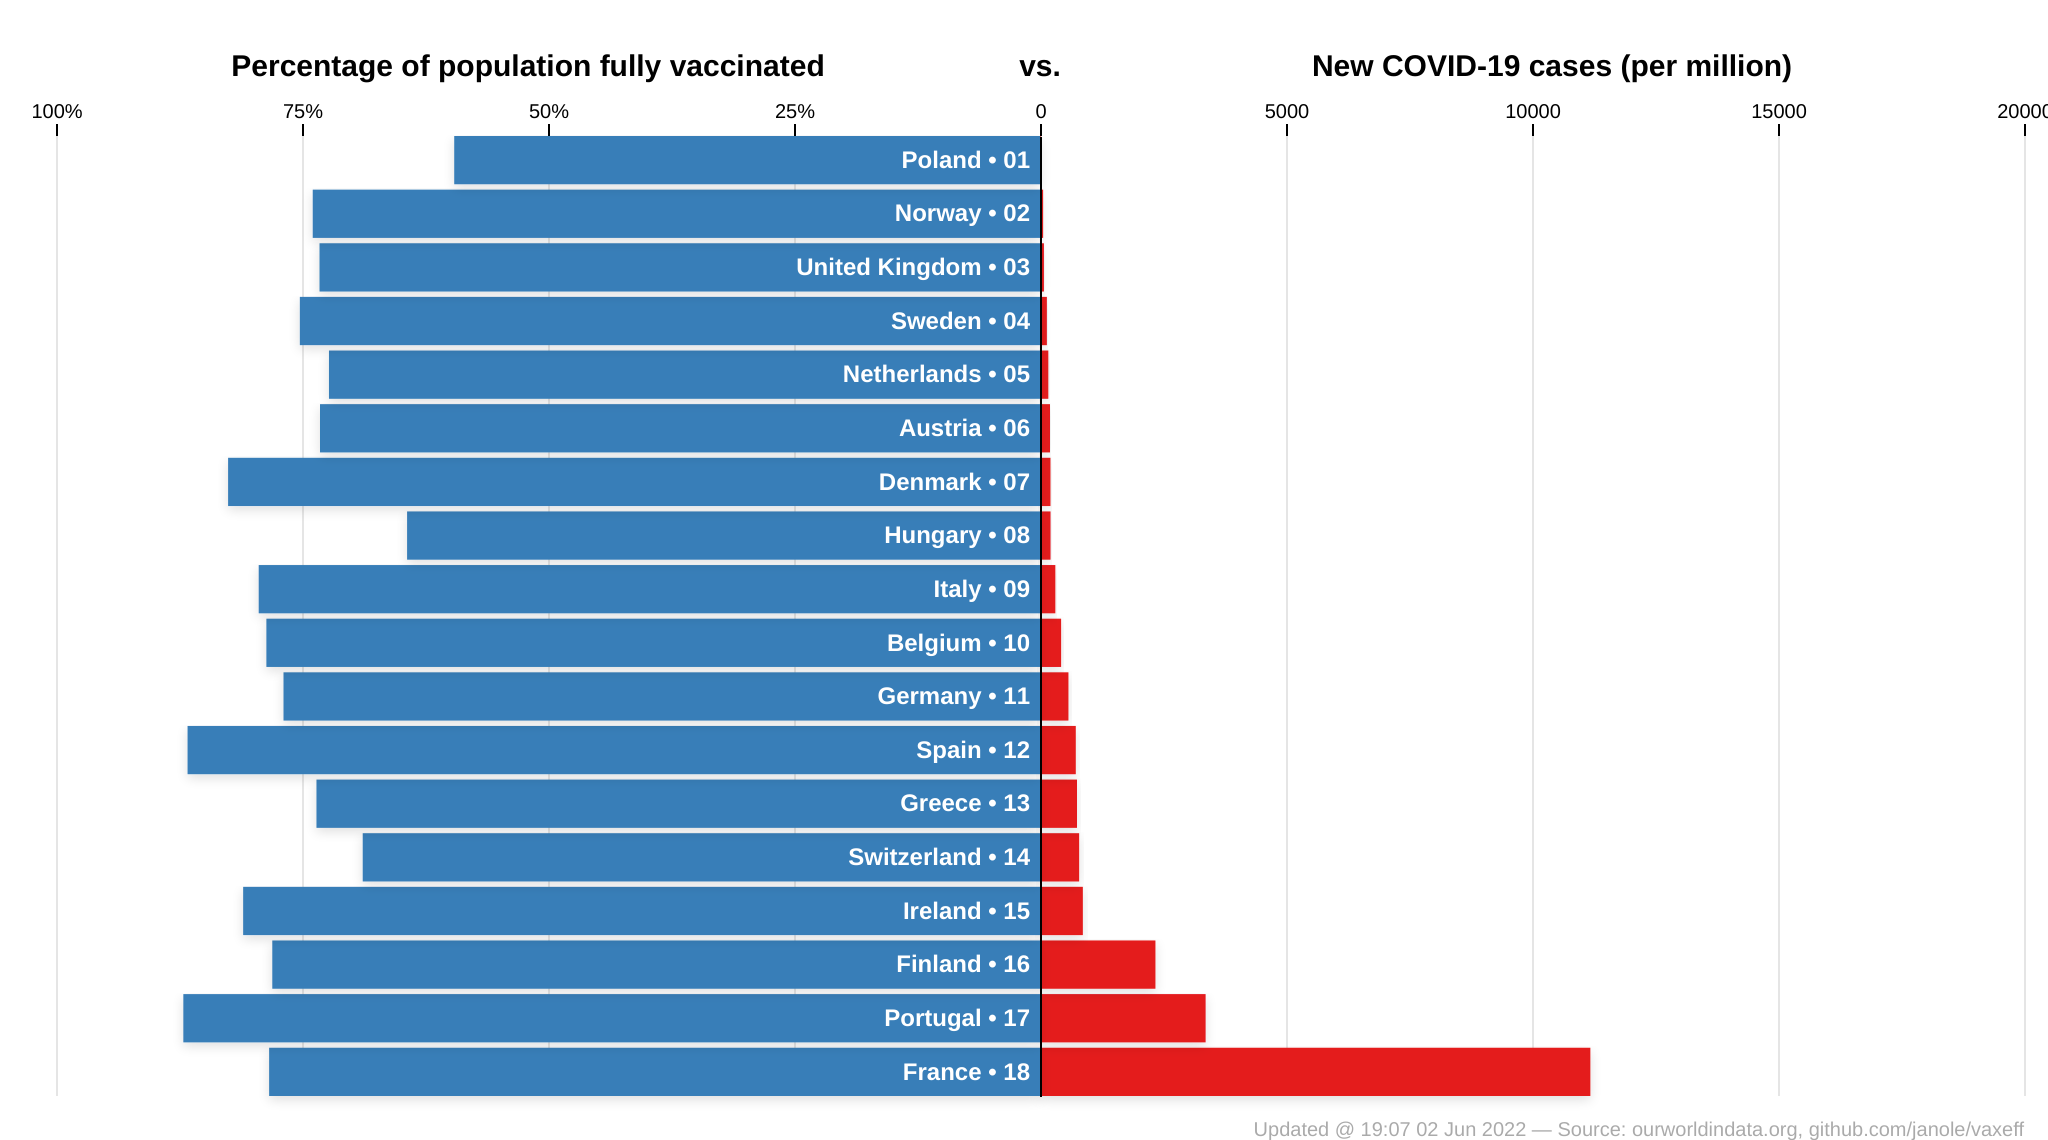 Percentage of population fully vaccinated vs. New COVID-19 cases (per million)
100% 75% 50% 25% 0 5000 10000 15000 20000
Poland • 01
Norway • 02
United Kingdom • 03
Sweden • 04
Netherlands • 05
Austria • 06
Denmark • 07
Hungary • 08
Italy • 09
Belgium • 10
Germany • 11
Spain • 12
Greece • 13
Switzerland • 14
Ireland • 15
Finland • 16
Portugal • 17
France • 18
Updated @ 19:07 02 Jun 2022 — Source: ourworldindata.org, github.com/janole/vaxeff